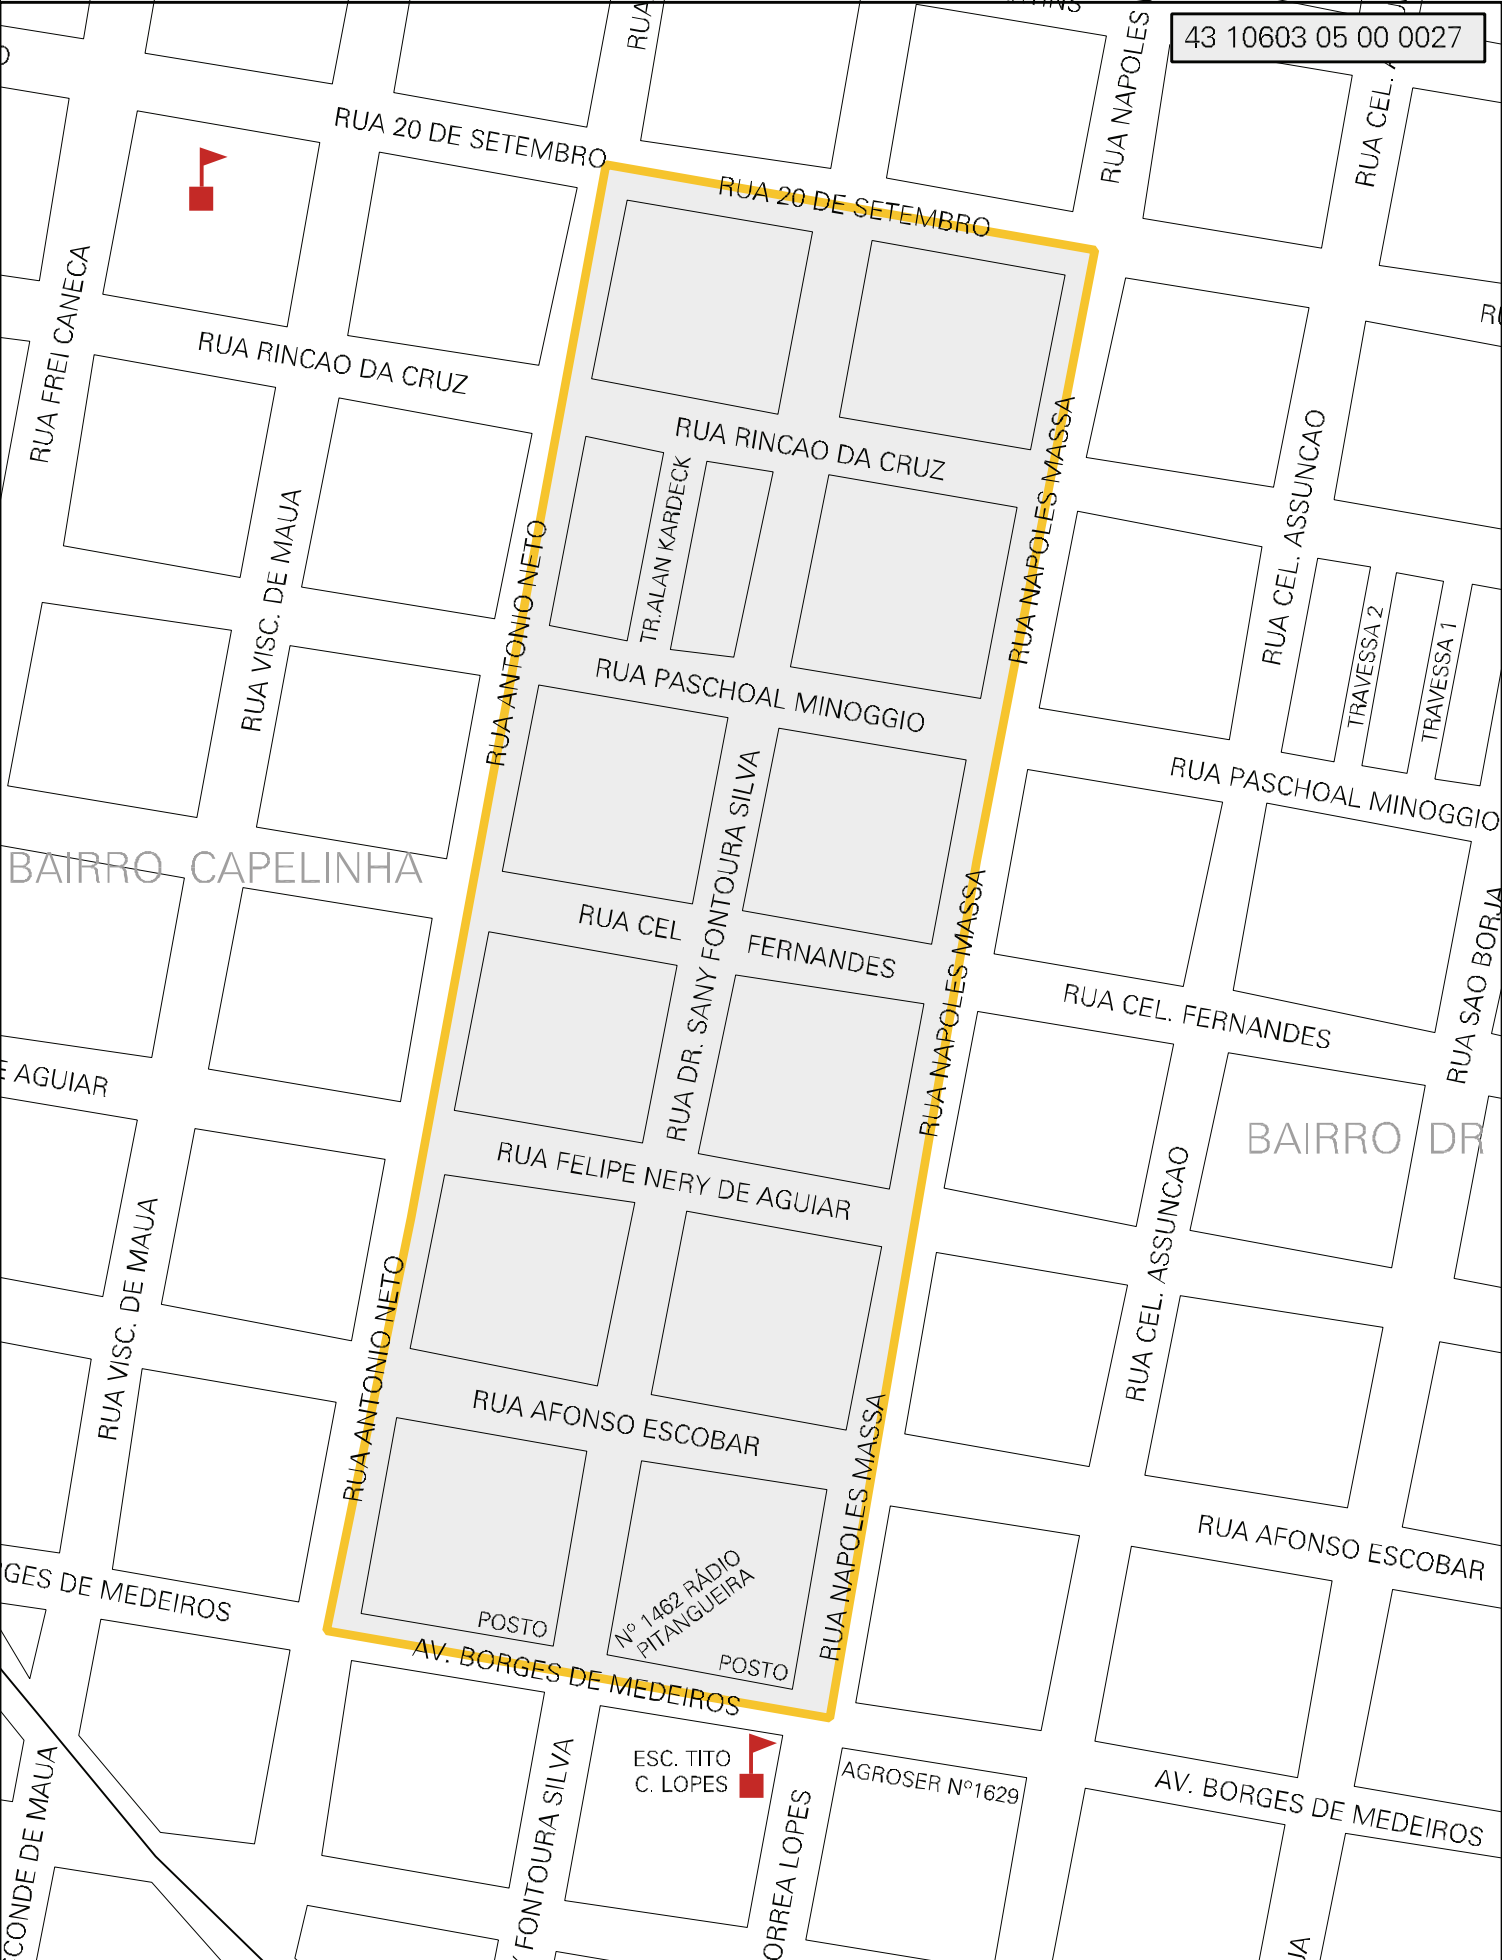 RUA
RUA NAPOLES
43 10603 05 00 0027
RUA CEL.
RUA 20 DE SETEMBRO
RUA 20 DE SETEMBRO
RUA FREI CANECA
RUA RINCAO DA CRUZ
RUA RINCAO DA CRUZ
TR.ALAN KARDECK
RUA NAPOLES MASSA
RUA CEL. ASSUNCAO
RUA VISC. DE MAUA
RUA ANTONIO NETO
TRAVESSA 2
TRAVESSA 1
RUA PASCHOAL MINOGGIO
RUA PASCHOAL MINOGGIO
BAIRRO CAPELINHA
RUA DR. SANY FONTOURA SILVA
RUA CEL FERNANDES
RUA NAPOLES MASSA
RUA CEL. FERNANDES
RUA SAO BORJA
E AGUIAR
BAIRRO DR
RUA FELIPE NERY DE AGUIAR
RUA VISC. DE MAUA
RUA ANTONIO NETO
RUA CEL. ASSUNCAO
RUA AFONSO ESCOBAR
RUA NAPOLES MASSA
RUA AFONSO ESCOBAR
GES DE MEDEIROS
Nº 1462 RÁDIO
PITANGUEIRA
POSTO
POSTO
AV. BORGES DE MEDEIROS
ESC. TITO
C. LOPES
AGROSER Nº1629
AV. BORGES DE MEDEIROS
CONDE DE MAUA
FONTOURA SILVA
ORREA LOPES